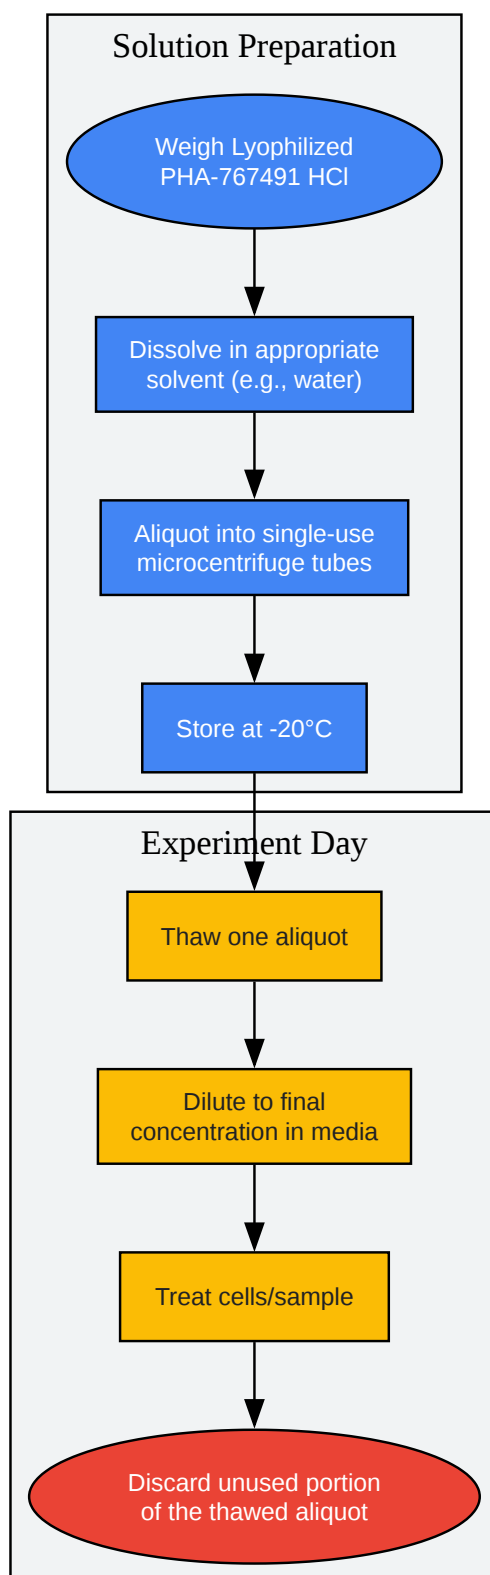 Solution Preparation
Weigh Lyophilized
PHA-767491 HCl
Dissolve in appropriate
solvent (e.g., water)
Aliquot into single-use
microcentrifuge tubes
Store at -20°C
Experiment Day
Thaw one aliquot
Dilute to final
concentration in media
Treat cells/sample
Discard unused portion
of the thawed aliquot